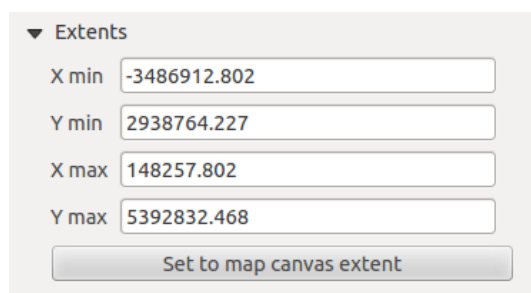 Extents
X min -3486912.802
Y min 2938764.227
X max 148257.802
Y max 5392832.468
Set to map canvas extent